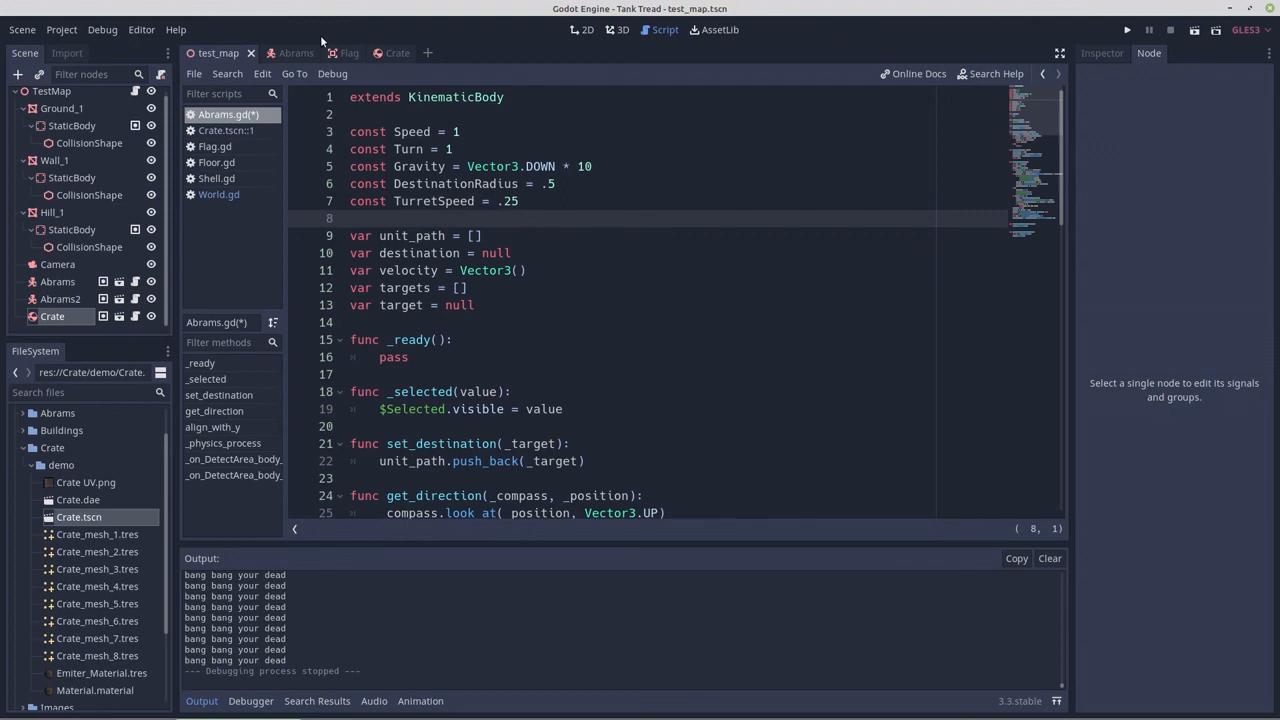 Godot Engine - Tank Tread - test_map.tscn
Scene Project Debug Editor Help
2D 3D Script AssetLib
GLES3
Scene Import
test_map Abrams Flag Crate
Inspector Node
Filter nodes
File Search Edit Go To Debug
Online Docs Search Help
TestMap
Ground_1
StaticBody
CollisionShape
Wall_1
StaticBody
CollisionShape
Hill_1
StaticBody
CollisionShape
Camera
Abrams
Abrams2
Crate
FileSystem
res://Crate/demo/Crate.
Search files
Abrams
Buildings
Crate
demo
Crate UV.png
Crate.dae
Crate.tscn
Crate_mesh_1.tres
Crate_mesh_2.tres
Crate_mesh_3.tres
Crate_mesh_4.tres
Crate_mesh_5.tres
Crate_mesh_6.tres
Crate_mesh_7.tres
Crate_mesh_8.tres
Emiter_Material.tres
Material.material
Images
Filter scripts
Abrams.gd(*)
Crate.tscn::1
Flag.gd
Floor.gd
Shell.gd
World.gd
Abrams.gd(*)
Filter methods
_ready
_selected
set_destination
get_direction
align_with_y
_physics_process
_on_DetectArea_body_
_on_DetectArea_body_
1 extends KinematicBody
2
3 const Speed = 1
4 const Turn = 1
5 const Gravity = Vector3.DOWN * 10
6 const DestinationRadius = .5
7 const TurretSpeed = .25
8
9 var unit_path = []
10 var destination = null
11 var velocity = Vector3()
12 var targets = []
13 var target = null
14
15 func _ready():
16 pass
17
18 func _selected(value):
19 $Selected.visible = value
20
21 func set_destination(_target):
22 unit_path.push_back(_target)
23
24 func get_direction(_compass, _position):
25 _compass.look_at(_position, Vector3.UP)
( 8, 1)
Select a single node to edit its signals
and groups.
Output:
Copy Clear
bang bang your dead
bang bang your dead
bang bang your dead
bang bang your dead
bang bang your dead
bang bang your dead
bang bang your dead
bang bang your dead
bang bang your dead
--- Debugging process stopped ---
Output Debugger Search Results Audio Animation
3.3.stable